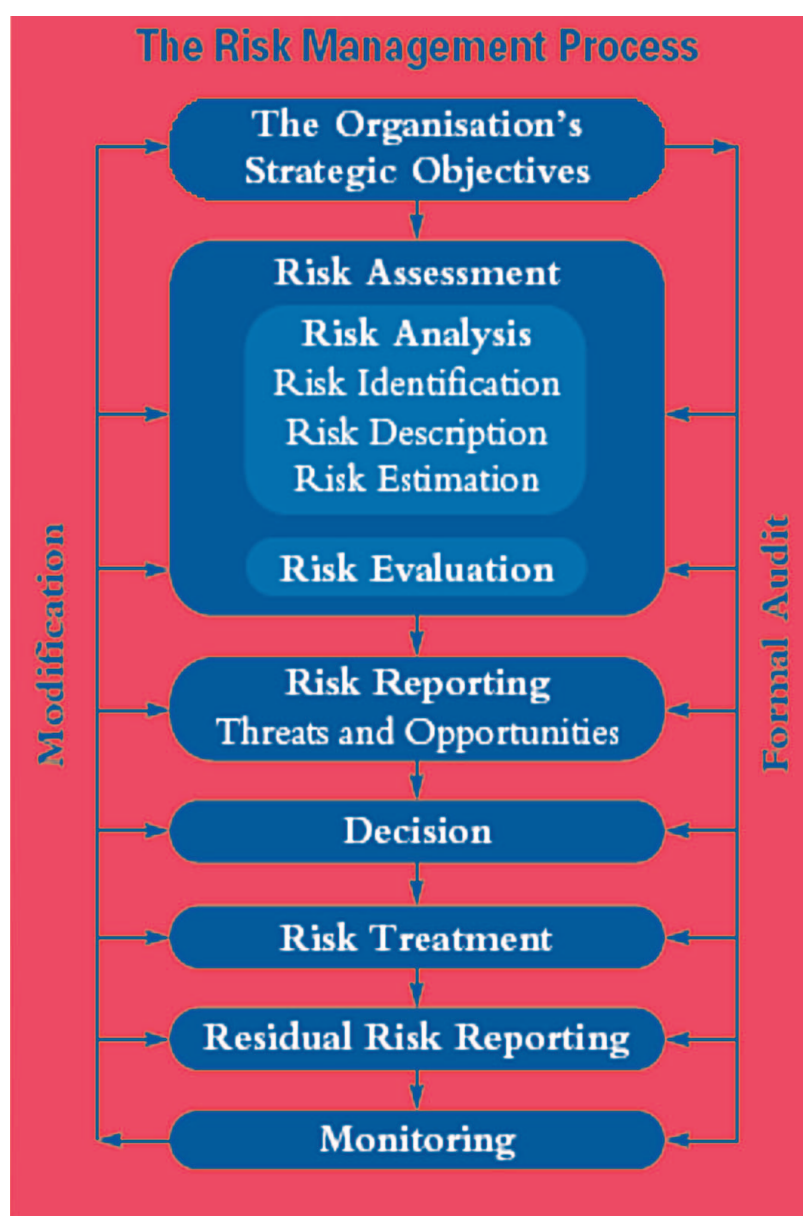 The Risk Management Process
The Organisation's
Strategic Objectives
Risk Assessment
Risk Analysis
Risk Identification
Risk Description
Risk Estimation
Risk Evaluation
Risk Reporting
Threats and Opportunities
Decision
Risk Treatment
Residual Risk Reporting
Monitoring
Modification
Formal Audit